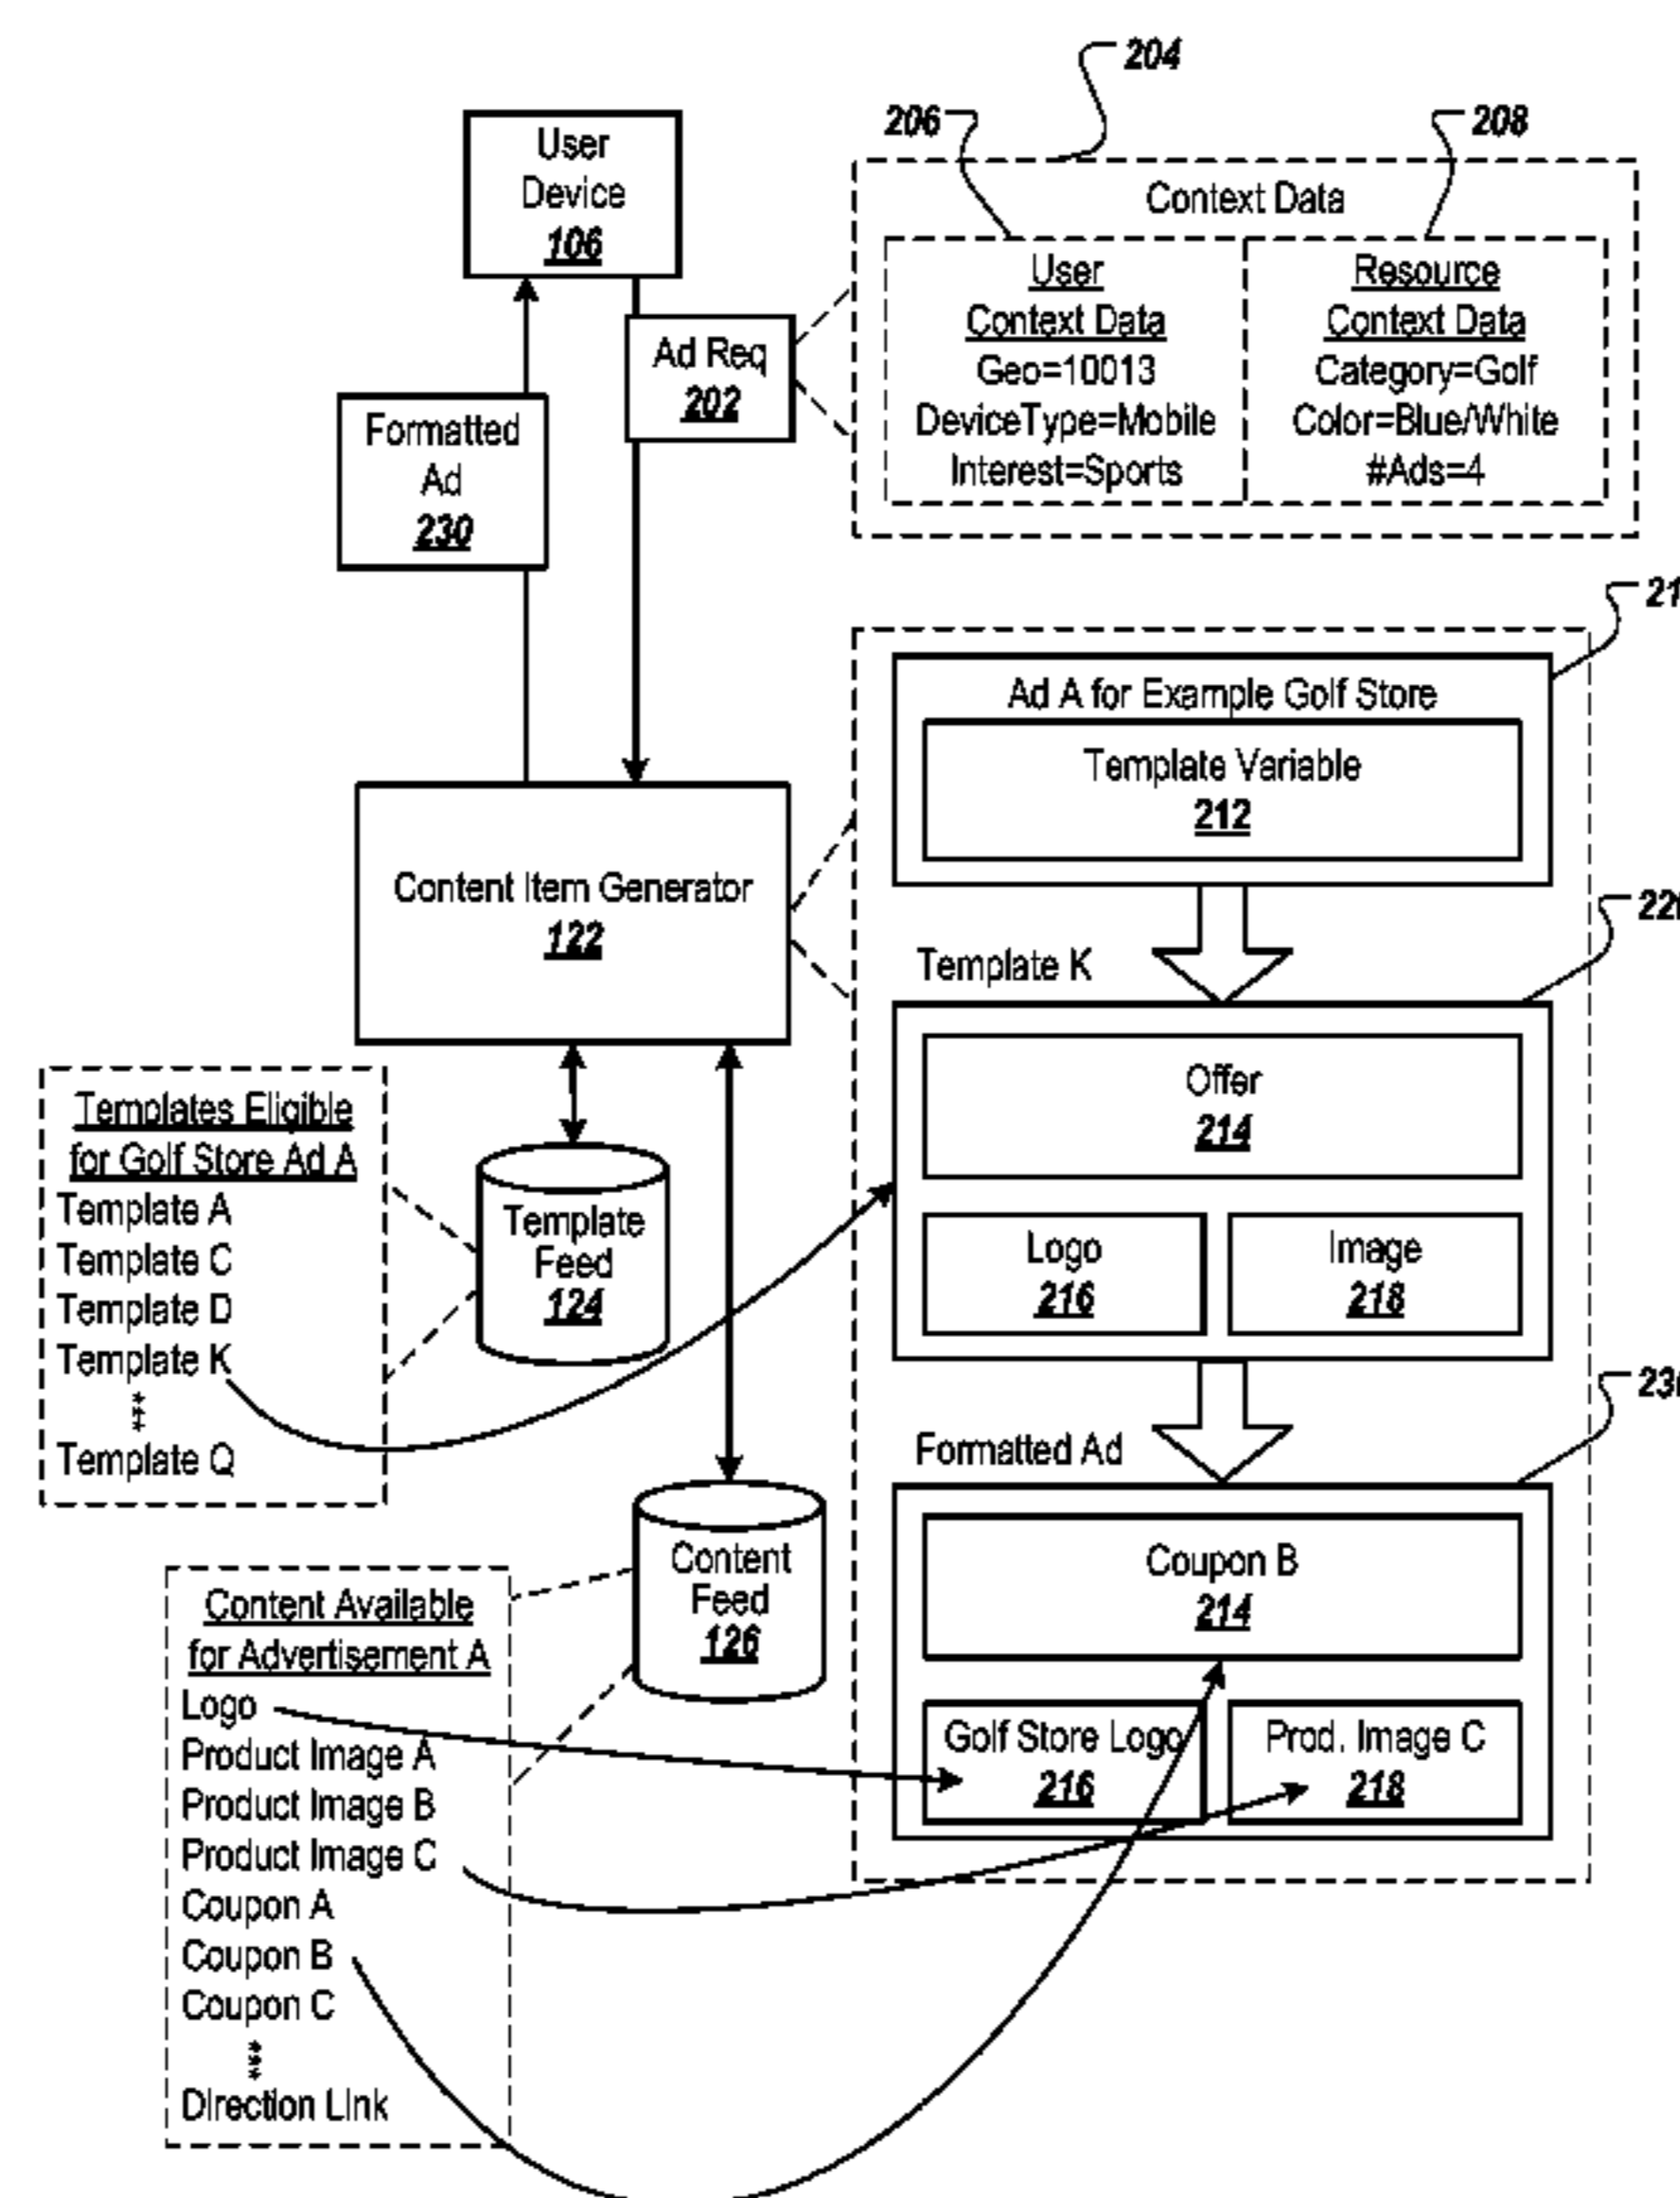 204
206
208
User
Device
106
Context Data
User
Context Data
Geo=10013
DeviceType=Mobile
Interest=Sports
Resource
Context Data
Category=Golf
Color=Blue/White
#Ads=4
Ad Req
202
Formatted
Ad
230
Ad A for Example Golf Store
Template Variable
212
Content Item Generator
122
Template K
Offer
214
Logo
216
Image
218
Templates Eligible
for Golf Store Ad A
Template A
Template C
Template D
Template K
***
Template Q
Template
Feed
124
Formatted Ad
Coupon B
214
Golf Store Logo
216
Prod. Image C
218
Content
Feed
126
Content Available
for Advertisement A
Logo
Product Image A
Product Image B
Product Image C
Coupon A
Coupon B
Coupon C
***
Direction Link